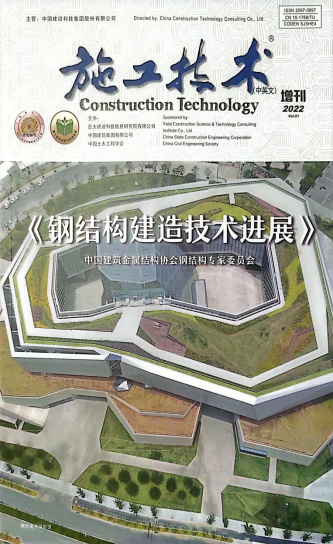 主管：中国建设科技集团股份有限公司 Directed by: China Construction Technology Consulting Co., Ltd.
ISSN 2097-0897
CN 10-1768/TU
CODEN SJSHE4
施工技术®
(中英文)
Construction Technology
增刊
2022
Vol.51
主办：
亚太建设科技信息研究院有限公司
中国建筑集团有限公司
中国土木工程学会
Sponsored by
Yatai Construction Science & Technology Consulting
Institute Co., Ltd.
China State Construction Engineering Corporation
China Civil Engineering Society
《钢结构建造技术进展》
中国建筑金属结构协会钢结构专家委员会